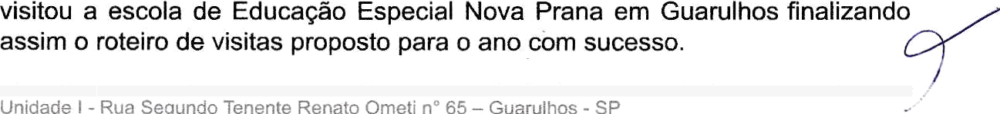 visitou a escola de Educação Especial Nova Prana em Guarulhos finalizando
assim o roteiro de visitas proposto para o ano com sucesso.
Unidade I - Rua Segundo Tenente Renato Ometi n° 65 – Guarulhos - SP